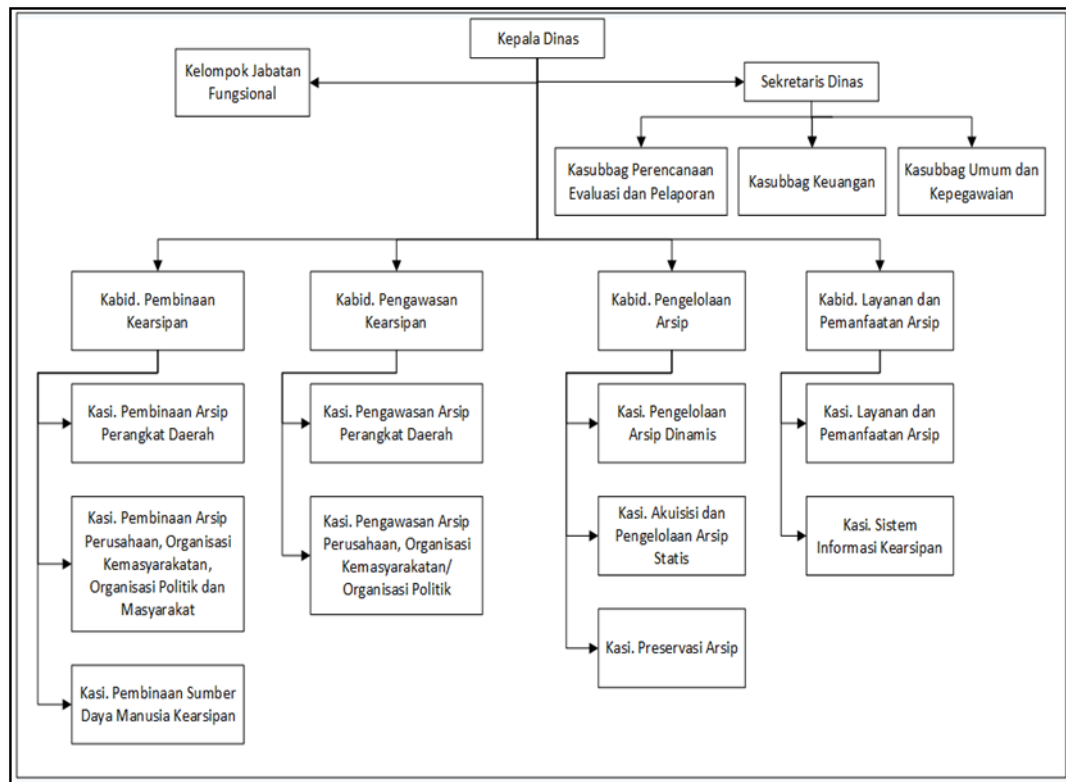 Kepala Dinas
Kelompok Jabatan
Fungsional
Sekretaris Dinas
Kasubbag Perencanaan
Evaluasi dan Pelaporan
Kasubbag Keuangan
Kasubbag Umum dan
Kepegawaian
Kabid. Pembinaan
Kearsipan
Kabid. Pengawasan
Kearsipan
Kabid. Pengelolaan
Arsip
Kabid. Layanan dan
Pemanfaatan Arsip
Kasi. Pembinaan Arsip
Perangkat Daerah
Kasi. Pengawasan Arsip
Perangkat Daerah
Kasi. Pengelolaan
Arsip Dinamis
Kasi. Layanan dan
Pemanfaatan Arsip
Kasi. Pembinaan Arsip
Perusahaan, Organisasi
Kemasyarakatan,
Organisasi Politik dan
Masyarakat
Kasi. Pengawasan Arsip
Perusahaan, Organisasi
Kemasyarakatan/
Organisasi Politik
Kasi. Akuisisi dan
Pengelolaan Arsip
Statis
Kasi. Sistem
Informasi Kearsipan
Kasi. Preservasi Arsip
Kasi. Pembinaan Sumber
Daya Manusia Kearsipan